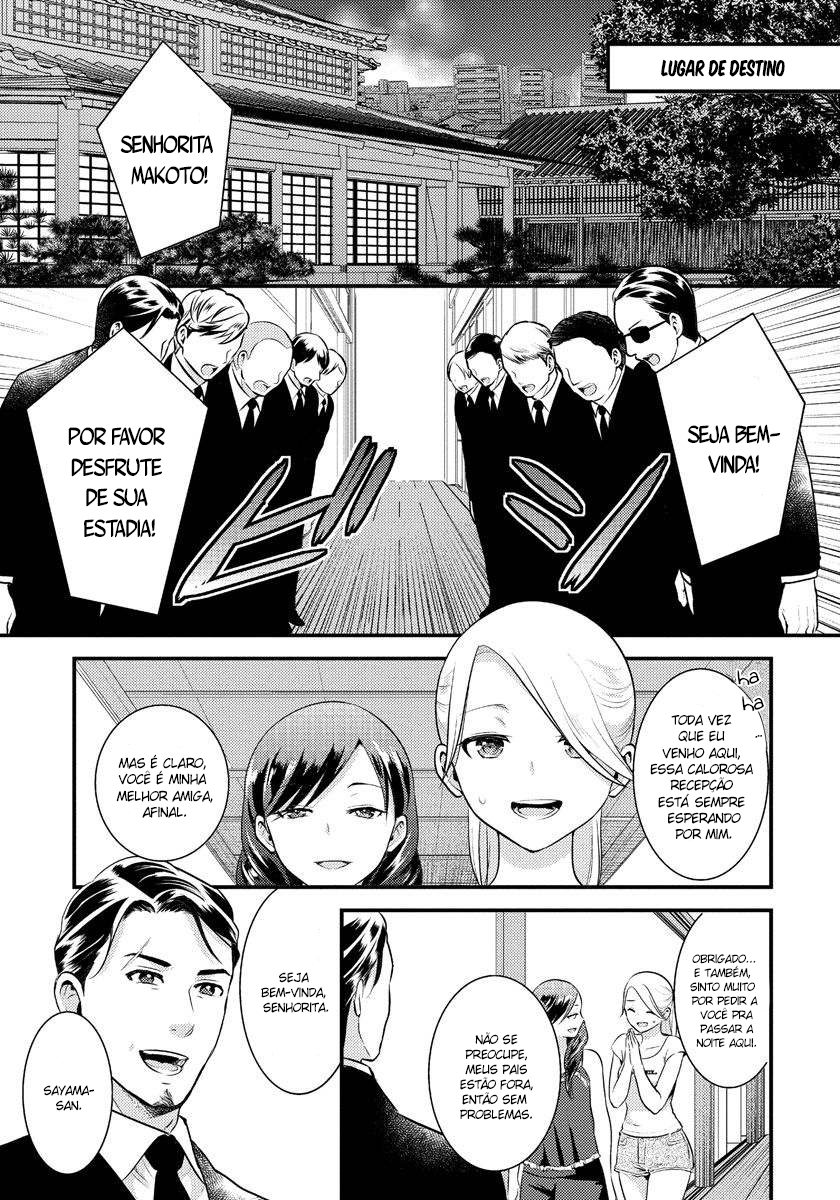 LUGAR DE DESTINO
SENHORITA
MAKOTO!
SEJA BEM-
VINDA!
POR FAVOR
DESFRUTE
DE SUA
ESTADIA!
ビシッ
ha
ha
...
TODA VEZ
QUE EU
VENHO AQUI,
ESSA CALOROSA
RECEPÇÃO
ESTÁ SEMPRE
ESPERANDO
POR MIM.
MAS É CLARO,
VOCÊ É MINHA
MELHOR AMIGA,
AFINAL.
OBRIGADO...
E TAMBÉM,
SINTO MUITO
POR PEDIR A
VOCÊ PRA
PASSAR A
NOITE AQUI.
NÃO SE
PREOCUPE,
MEUS PAIS
ESTÃO FORA,
ENTÃO SEM
PROBLEMAS.
SEJA
BEM-VINDA,
SENHORITA.
SAYAMA-
SAN.